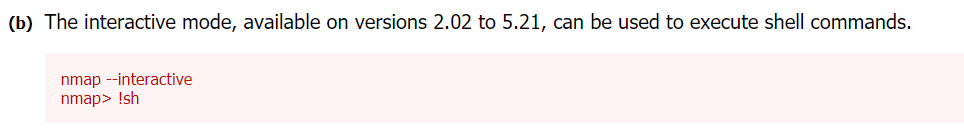 (b) The interactive mode, available on versions 2.02 to 5.21, can be used to execute shell commands.
nmap --interactive
nmap> !sh